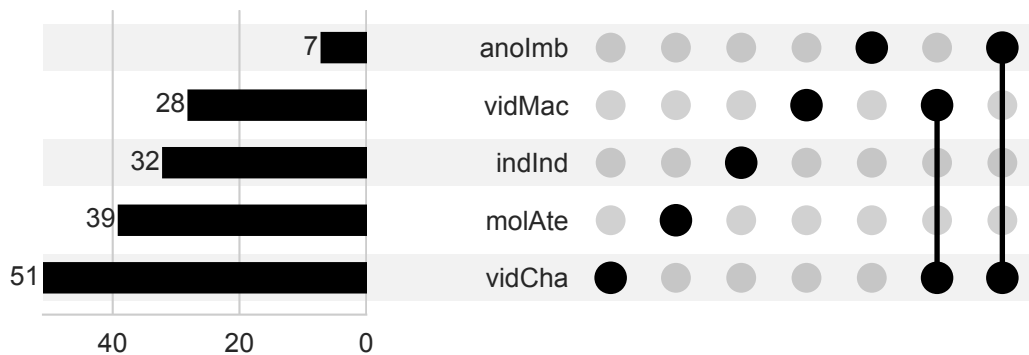 7 anoImb
28 vidMac
32 indInd
39 molAte
51 vidCha
40 20 0